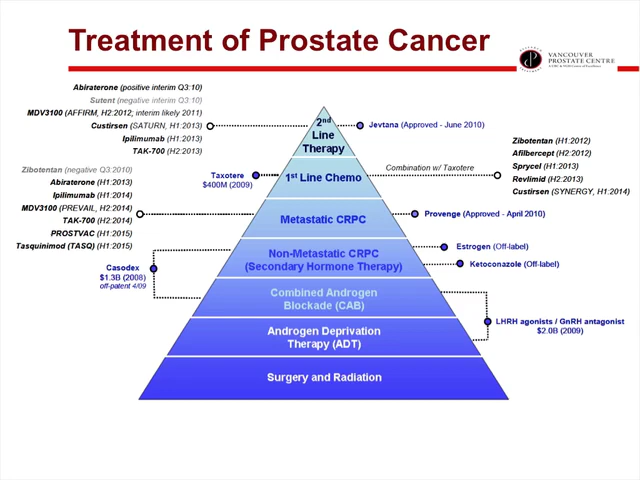 Treatment of Prostate Cancer
VANCOUVER
PROSTATE CENTRE
Abiraterone (positive interim Q3:10)
Sutent (negative interim Q3:10)
MDV3100 (AFFIRM, H2:2012; interim likely 2011)
Custirsen (SATURN, H1:2013)
Ipilimumab (H1:2013)
TAK-700 (H2:2013)
2nd
Line
Therapy
Jevtana (Approved - June 2010)
Zibotentan (negative Q3:2010)
Abiraterone (H1:2013)
Ipilimumab (H1:2014)
MDV3100 (PREVAIL, H2:2014)
TAK-700 (H2:2014)
PROSTVAC (H1:2015)
Tasquinimod (TASQ) (H1:2015)
Taxotere
$400M (2009)
1st Line Chemo
Combination w/ Taxotere
Zibotentan (H1:2012)
Afilbercept (H2:2012)
Sprycel (H1:2013)
Revlimid (H2:2013)
Custirsen (SYNERGY, H1:2014)
Metastatic CRPC
Provenge (Approved - April 2010)
Non-Metastatic CRPC
(Secondary Hormone Therapy)
Estrogen (Off-label)
Ketoconazole (Off-label)
Casodex
$1.3B (2008)
off-patent 4/09
Combined Androgen
Blockade (CAB)
LHRH agonists / GnRH antagonist
$2.0B (2009)
Androgen Deprivation
Therapy (ADT)
Surgery and Radiation